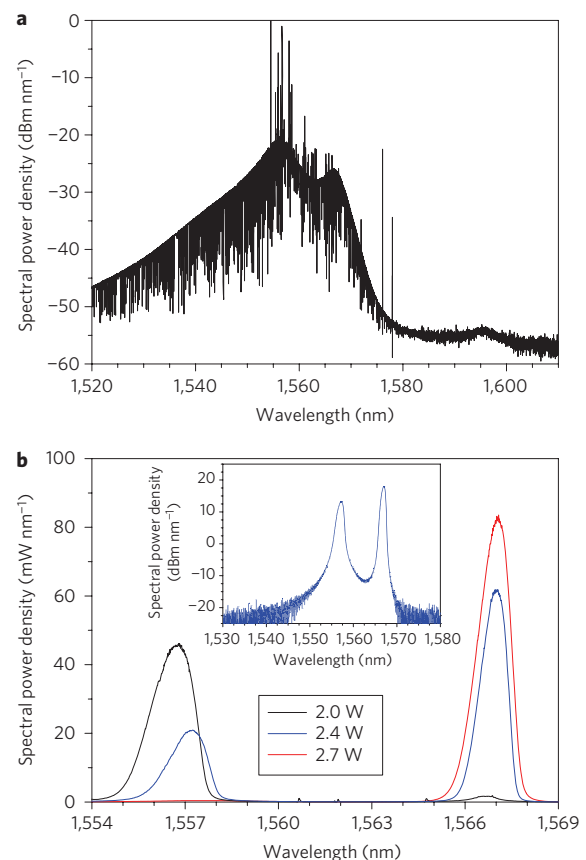 a
0
−10
−20
−30
−40
−50
−60
Spectral power density (dBm nm⁻¹)
1,520 1,540 1,560 1,580 1,600
Wavelength (nm)
b
100
80
60
40
20
0
Spectral power density (mW nm⁻¹)
20
10
0
−10
−20
Spectral power density
(dBm nm⁻¹)
1,530 1,540 1,550 1,560 1,570 1,580
Wavelength (nm)
2.0 W
2.4 W
2.7 W
1,554 1,557 1,560 1,563 1,566 1,569
Wavelength (nm)